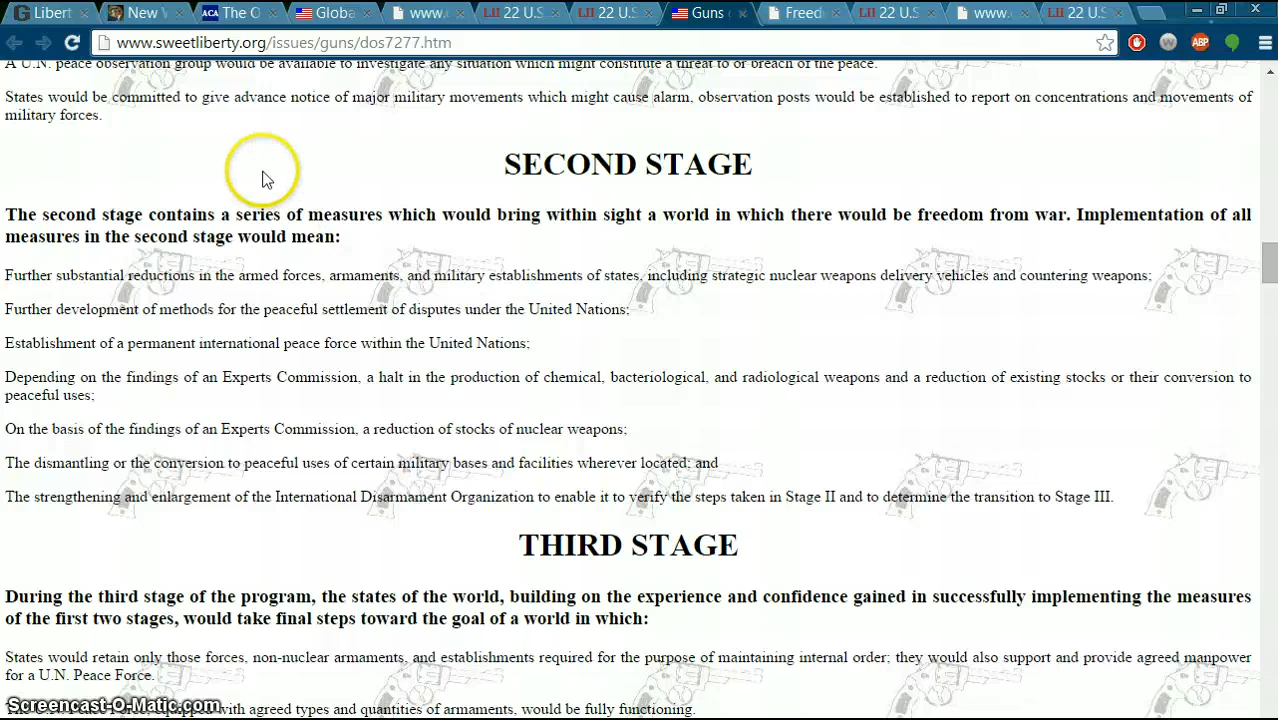 Libert
New V
ACA The O
Globa
www.
LII 22 U.S
LII 22 U.S
Guns
Freed
LII 22 U.S
www.
LII 22 U.S
www.sweetliberty.org/issues/guns/dos7277.htm
ABP
A U.N. peace observation group would be available to investigate any situation which might constitute a threat to or breach of the peace.
States would be committed to give advance notice of major military movements which might cause alarm, observation posts would be established to report on concentrations and movements of
military forces.
SECOND STAGE
The second stage contains a series of measures which would bring within sight a world in which there would be freedom from war. Implementation of all
measures in the second stage would mean:
Further substantial reductions in the armed forces, armaments, and military establishments of states, including strategic nuclear weapons delivery vehicles and countering weapons;
Further development of methods for the peaceful settlement of disputes under the United Nations;
Establishment of a permanent international peace force within the United Nations;
Depending on the findings of an Experts Commission, a halt in the production of chemical, bacteriological, and radiological weapons and a reduction of existing stocks or their conversion to
peaceful uses;
On the basis of the findings of an Experts Commission, a reduction of stocks of nuclear weapons;
The dismantling or the conversion to peaceful uses of certain military bases and facilities wherever located; and
The strengthening and enlargement of the International Disarmament Organization to enable it to verify the steps taken in Stage II and to determine the transition to Stage III.
THIRD STAGE
During the third stage of the program, the states of the world, building on the experience and confidence gained in successfully implementing the measures
of the first two stages, would take final steps toward the goal of a world in which:
States would retain only those forces, non-nuclear armaments, and establishments required for the purpose of maintaining internal order; they would also support and provide agreed manpower
for a U.N. Peace Force.
The U.N. Peace Force, equipped with agreed types and quantities of armaments, would be fully functioning.
Screencast-O-Matic.com